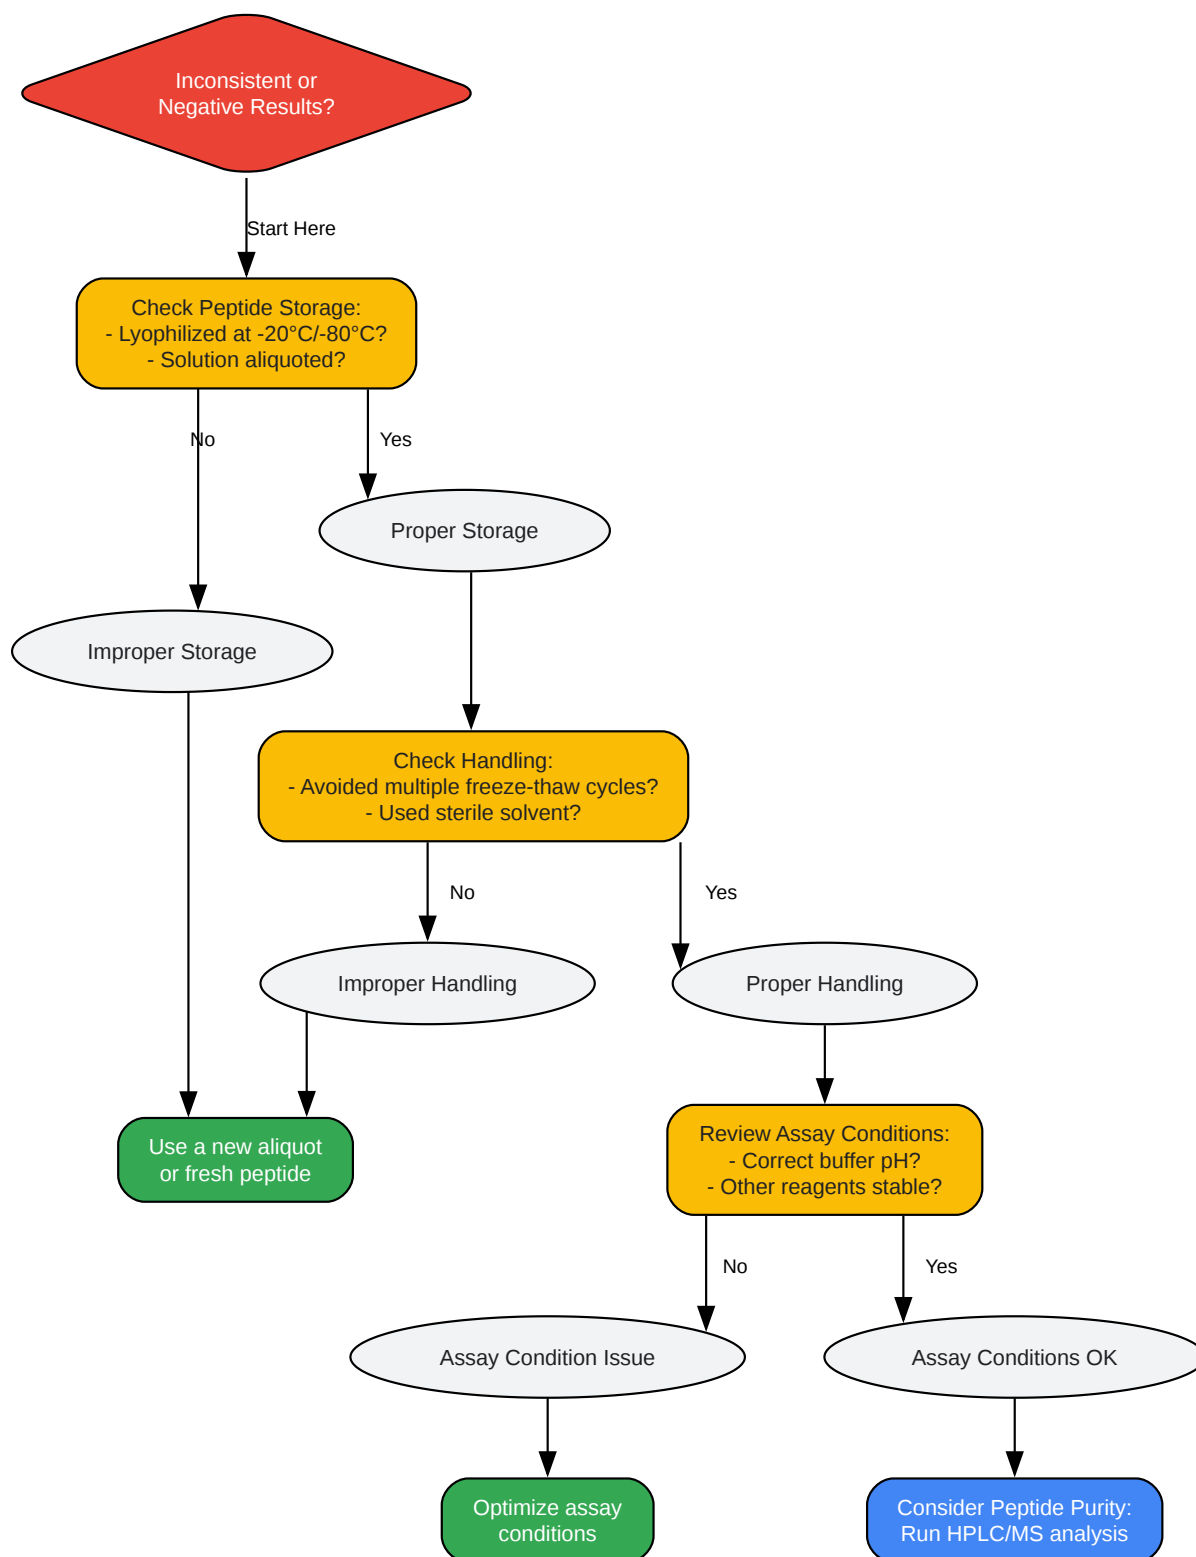 Inconsistent or
Negative Results?
Start Here
Check Peptide Storage:
- Lyophilized at -20°C/-80°C?
- Solution aliquoted?
No
Yes
Proper Storage
Improper Storage
Check Handling:
- Avoided multiple freeze-thaw cycles?
- Used sterile solvent?
No
Yes
Improper Handling
Proper Handling
Use a new aliquot
or fresh peptide
Review Assay Conditions:
- Correct buffer pH?
- Other reagents stable?
No
Yes
Assay Condition Issue
Assay Conditions OK
Optimize assay
conditions
Consider Peptide Purity:
Run HPLC/MS analysis